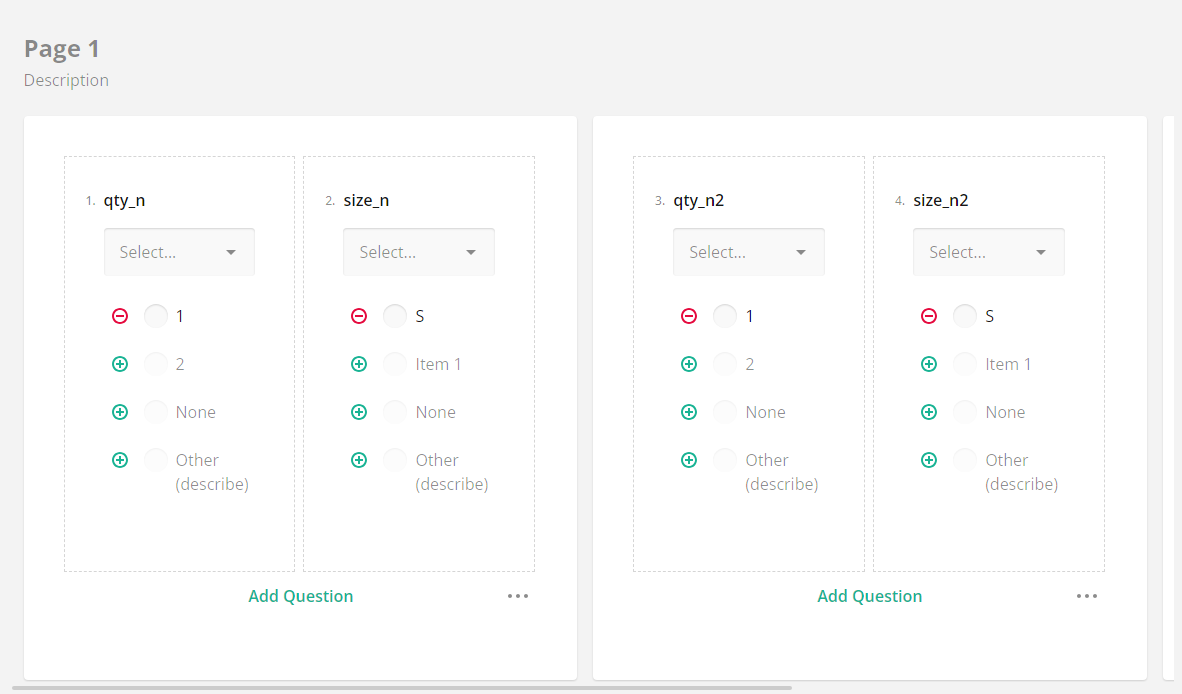 Page 1
Description
1. qty_n
Select...
1
2
None
Other
(describe)
2. size_n
Select...
S
Item 1
None
Other
(describe)
Add Question
3. qty_n2
Select...
1
2
None
Other
(describe)
4. size_n2
Select...
S
Item 1
None
Other
(describe)
Add Question